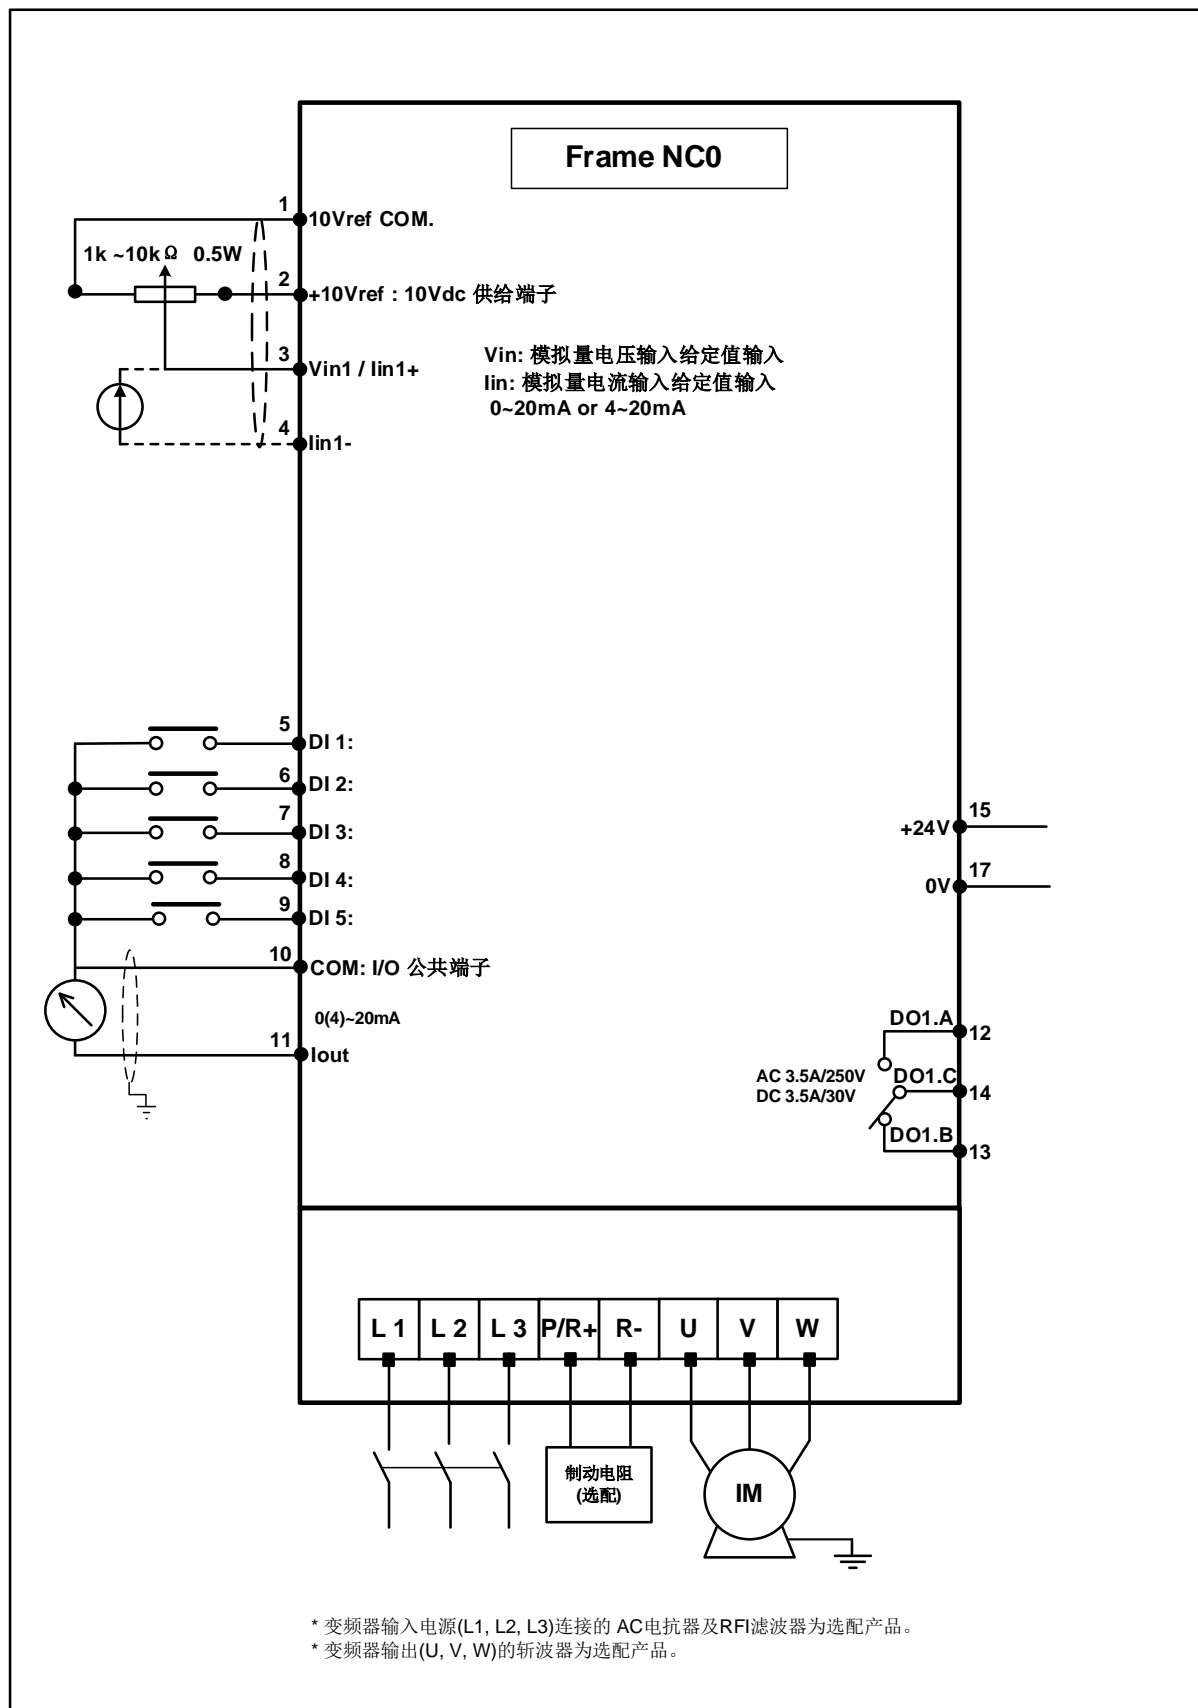 Frame NC0
1
10Vref COM.
1k ~10k Ω 0.5W
2
+10Vref : 10Vdc 供给端子
3
Vin1 / Iin1+
Vin: 模拟量电压输入给定值输入
Iin: 模拟量电流输入给定值输入
0~20mA or 4~20mA
4
Iin1-
5
DI 1:
6
DI 2:
7
DI 3:
8
DI 4:
9
DI 5:
10
COM: I/O 公共端子
0(4)~20mA
11
Iout
15
+24V
17
0V
DO1.A
12
AC 3.5A/250V
DC 3.5A/30V
DO1.C
14
DO1.B
13
L 1 L 2 L 3 P/R+ R- U V W
制动电阻
(选配)
IM
* 变频器输入电源(L1, L2, L3)连接的 AC电抗器及RFI滤波器为选配产品。
* 变频器输出(U, V, W)的斩波器为选配产品。